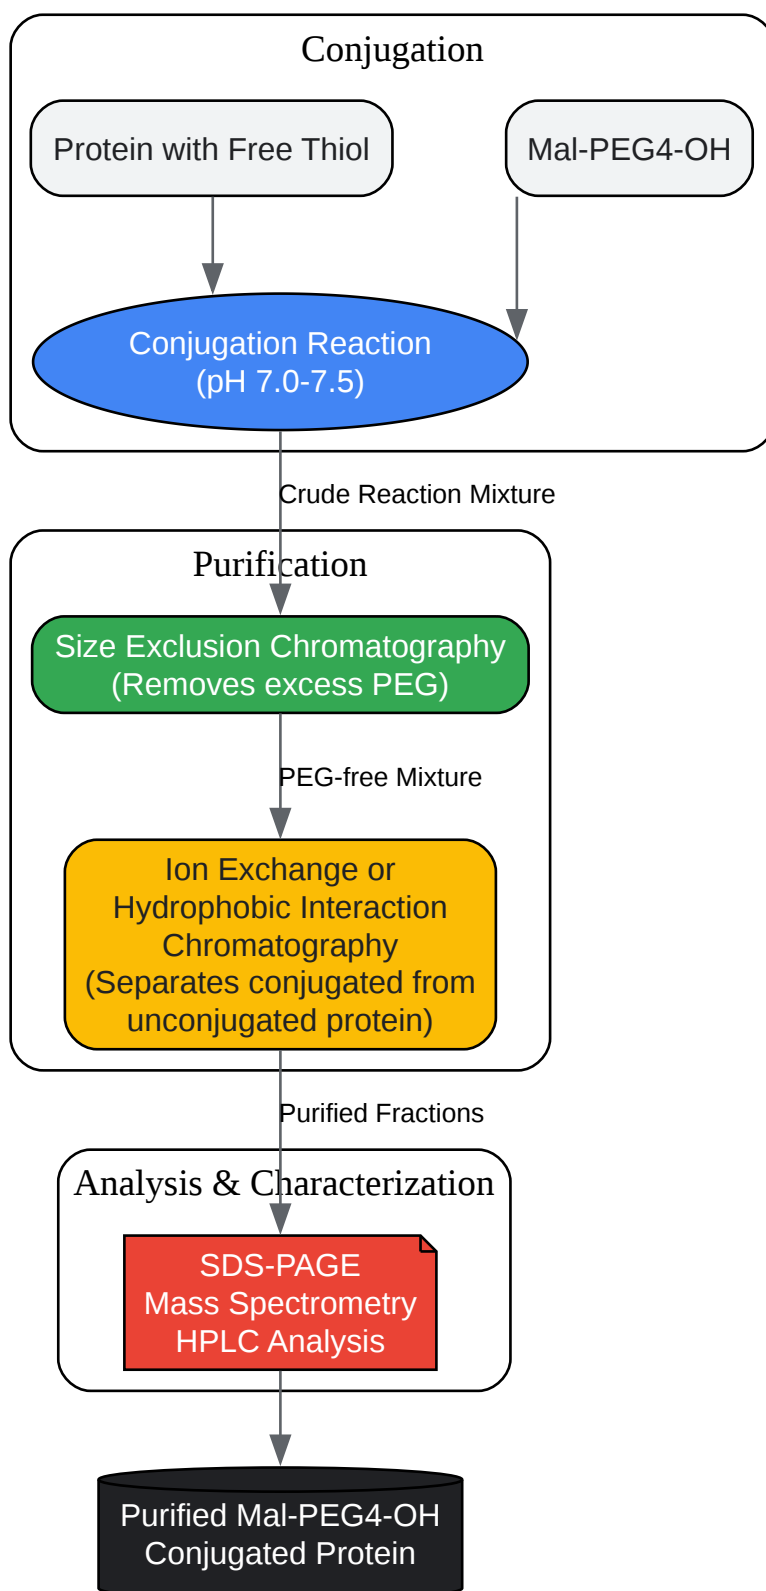 Conjugation
Protein with Free Thiol
Mal-PEG4-OH
Conjugation Reaction
(pH 7.0-7.5)
Crude Reaction Mixture
Purification
Size Exclusion Chromatography
(Removes excess PEG)
PEG-free Mixture
Ion Exchange or
Hydrophobic Interaction
Chromatography
(Separates conjugated from
unconjugated protein)
Purified Fractions
Analysis & Characterization
SDS-PAGE
Mass Spectrometry
HPLC Analysis
Purified Mal-PEG4-OH
Conjugated Protein